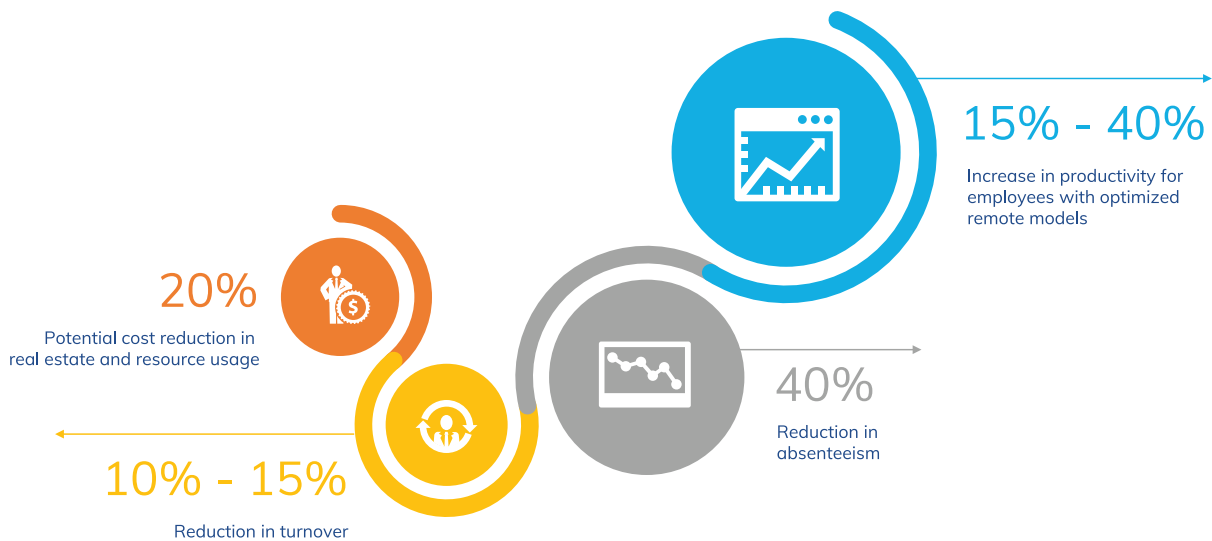 20%
Potential cost reduction in
real estate and resource usage
10% - 15%
Reduction in turnover
$
40%
Reduction in
absenteeism
15% - 40%
Increase in productivity for
employees with optimized
remote models